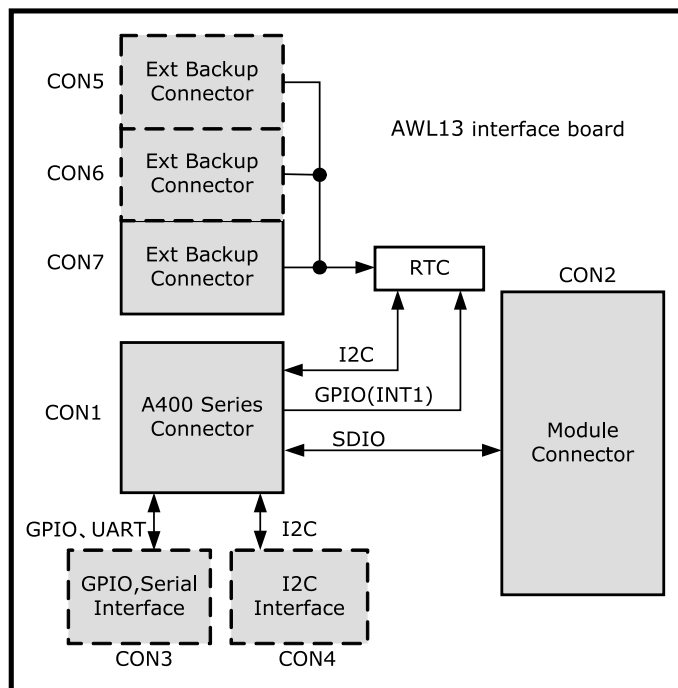 CON5
Ext Backup
Connector
AWL13 interface board
CON6
Ext Backup
Connector
CON7
Ext Backup
Connector
RTC
CON2
I2C
GPIO(INT1)
CON1
A400 Series
Connector
SDIO
Module
Connector
GPIO、UART
I2C
GPIO,Serial
Interface
I2C
Interface
CON3
CON4